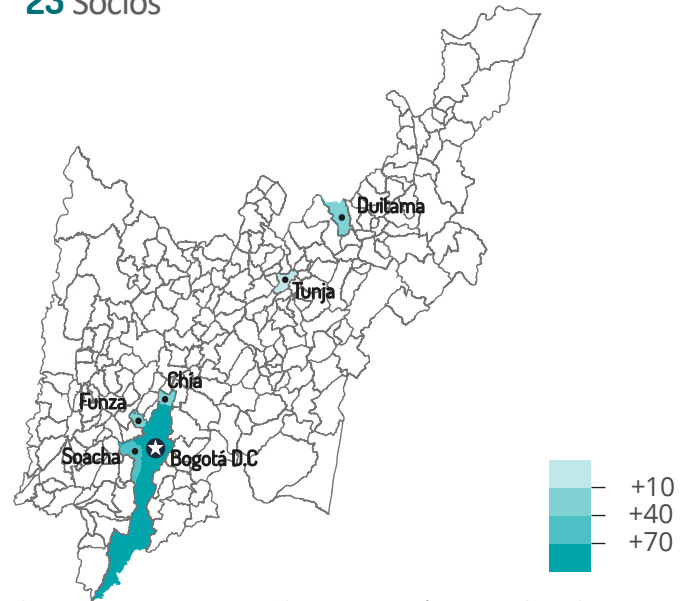 23 Socios
Duitama
Tunja
Chía
Funza
Soacha
Bogotá D.C
+10
+40
+70